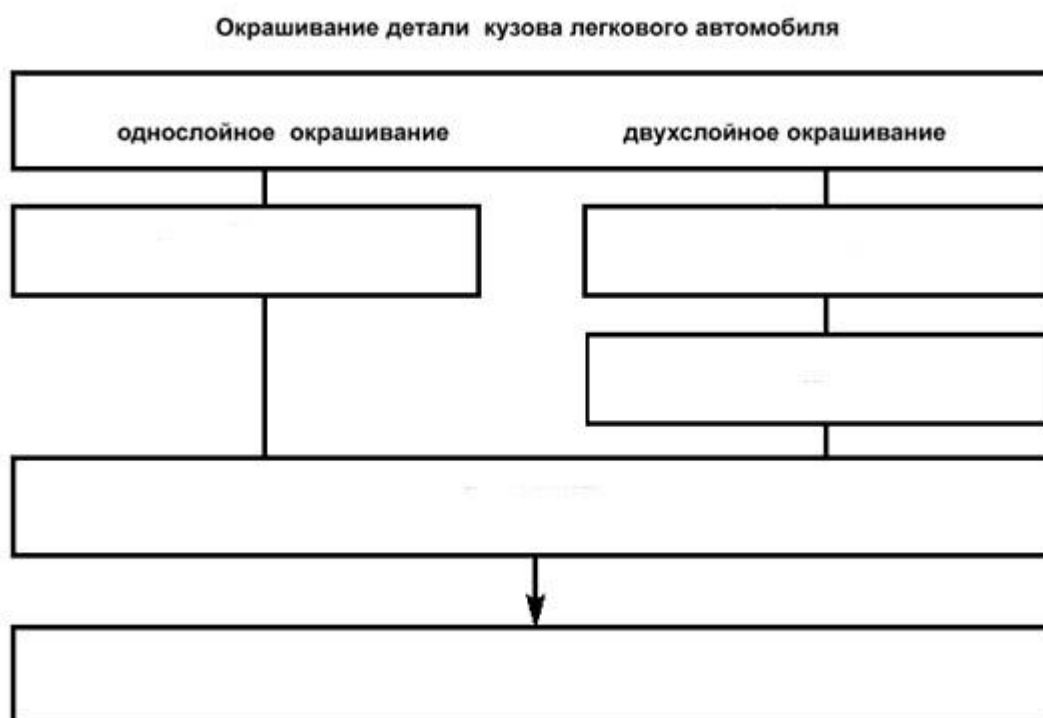 Окрашивание детали кузова легкового автомобиля
однослойное окрашивание
двухслойное окрашивание